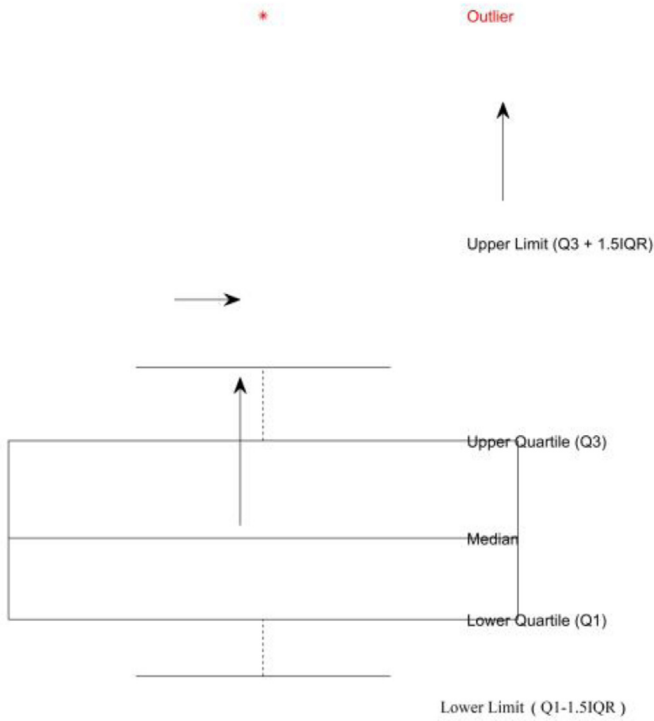 Outlier
Upper Limit (Q3 + 1.5IQR)
Upper Quartile (Q3)
Median
Lower Quartile (Q1)
Lower Limit ( Q1-1.5IQR )